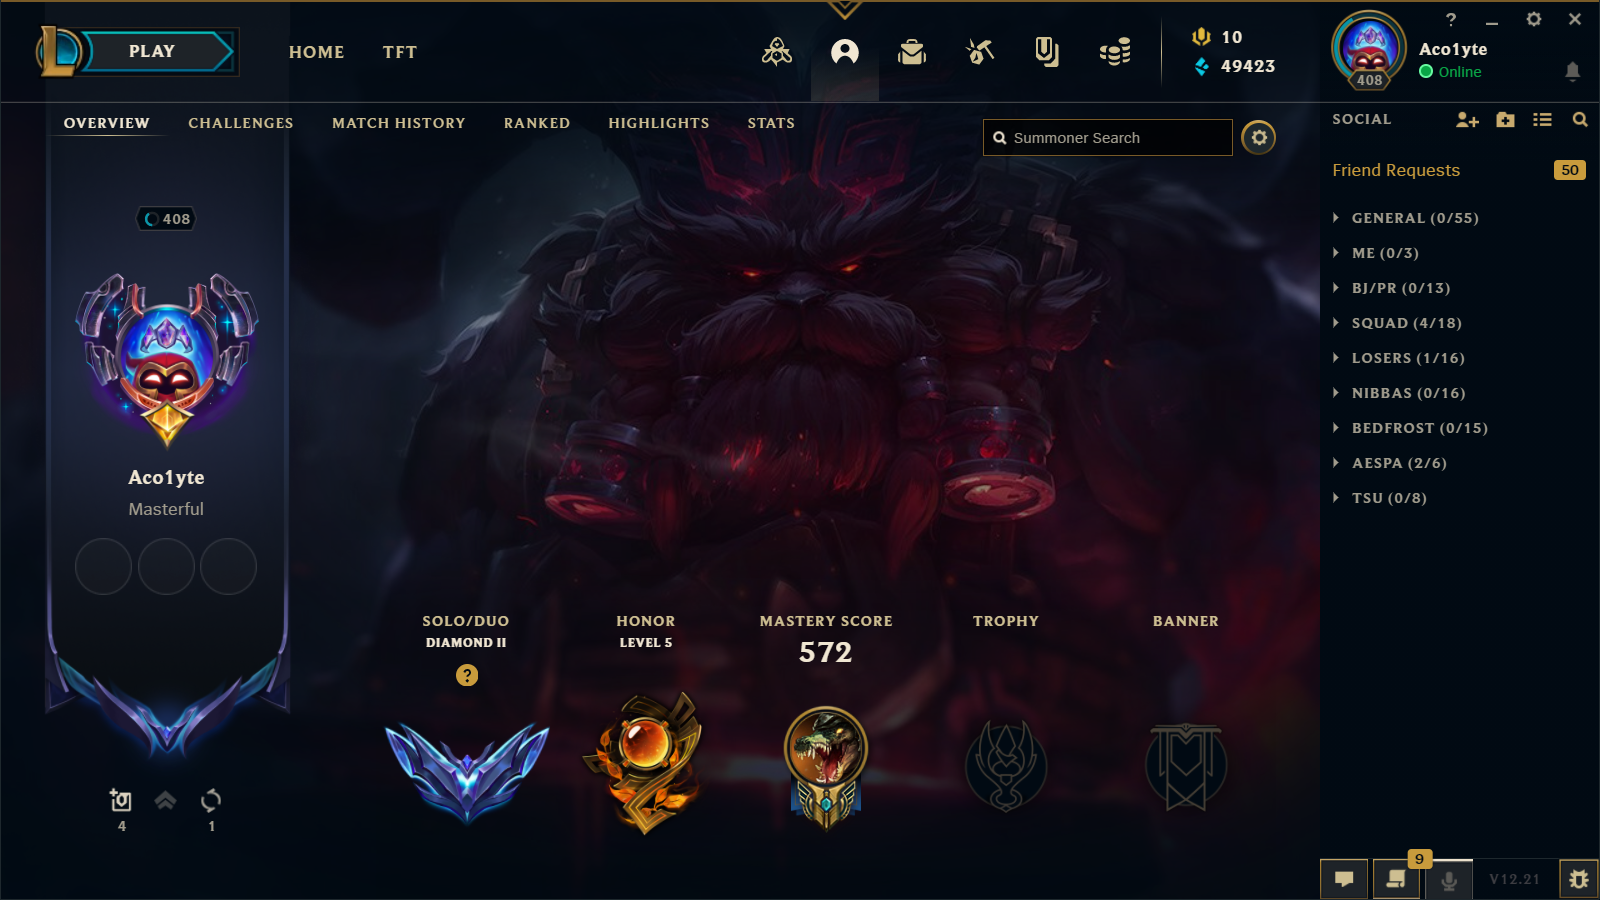 PLAY
HOME
TFT
10
49423
?
Aco1yte
Online
408
OVERVIEW
CHALLENGES
MATCH HISTORY
RANKED
HIGHLIGHTS
STATS
Summoner Search
SOCIAL
Friend Requests
50
GENERAL (0/55)
ME (0/3)
BJ/PR (0/13)
SQUAD (4/18)
LOSERS (1/16)
NIBBAS (0/16)
BEDFROST (0/15)
AESPA (2/6)
TSU (0/8)
408
Aco1yte
Masterful
SOLO/DUO
DIAMOND II
?
HONOR
LEVEL 5
MASTERY SCORE
572
TROPHY
BANNER
4
1
9
V12.21